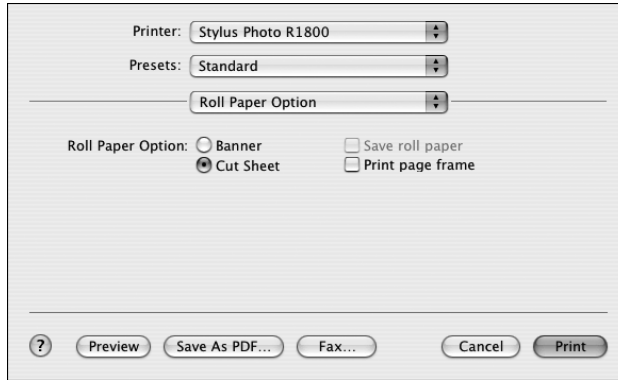 Printer: Stylus Photo R1800
Presets: Standard
Roll Paper Option
Roll Paper Option: Banner Save roll paper
Cut Sheet Print page frame
? Preview Save As PDF... Fax... Cancel Print